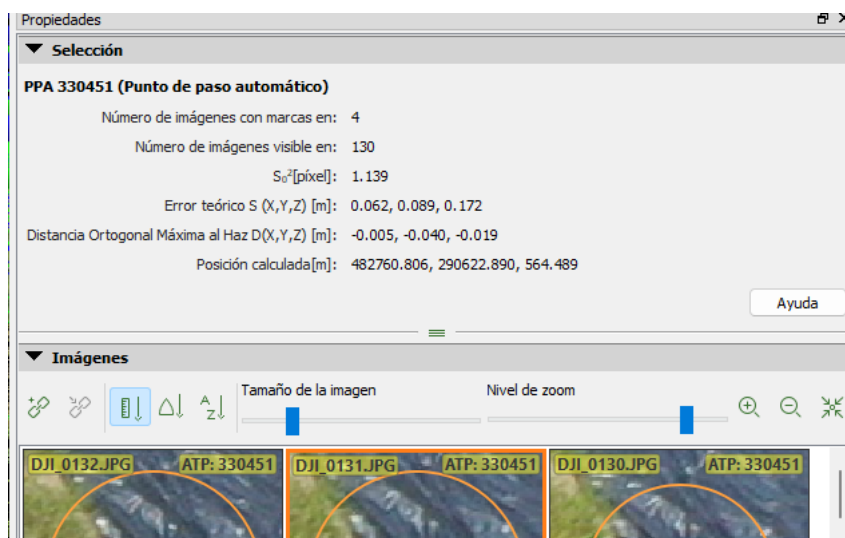 Propiedades
Selección
PPA 330451 (Punto de paso automático)
Número de imágenes con marcas en: 4
Número de imágenes visible en: 130
S₀²[píxel]: 1.139
Error teórico S (X,Y,Z) [m]: 0.062, 0.089, 0.172
Distancia Ortogonal Máxima al Haz D(X,Y,Z) [m]: -0.005, -0.040, -0.019
Posición calculada[m]: 482760.806, 290622.890, 564.489
Ayuda
Imágenes
Tamaño de la imagen Nivel de zoom
DJI_0132.JPG ATP: 330451 DJI_0131.JPG ATP: 330451 DJI_0130.JPG ATP: 330451